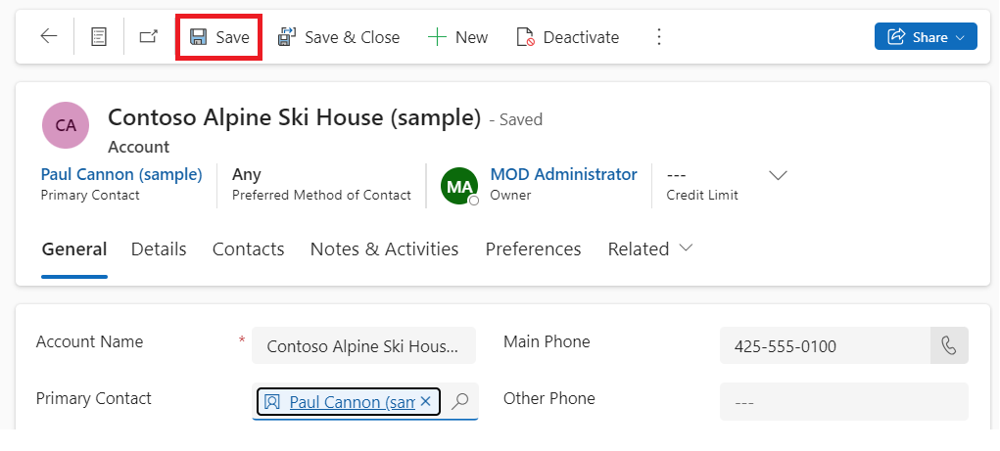 Save Save & Close New Deactivate Share
CA
Contoso Alpine Ski House (sample) - Saved
Account
Paul Cannon (sample) Any MA MOD Administrator ---
Primary Contact Preferred Method of Contact Owner Credit Limit
General Details Contacts Notes & Activities Preferences Related
Account Name * Contoso Alpine Ski Hous... Main Phone 425-555-0100
Primary Contact Paul Cannon (sam Other Phone ---